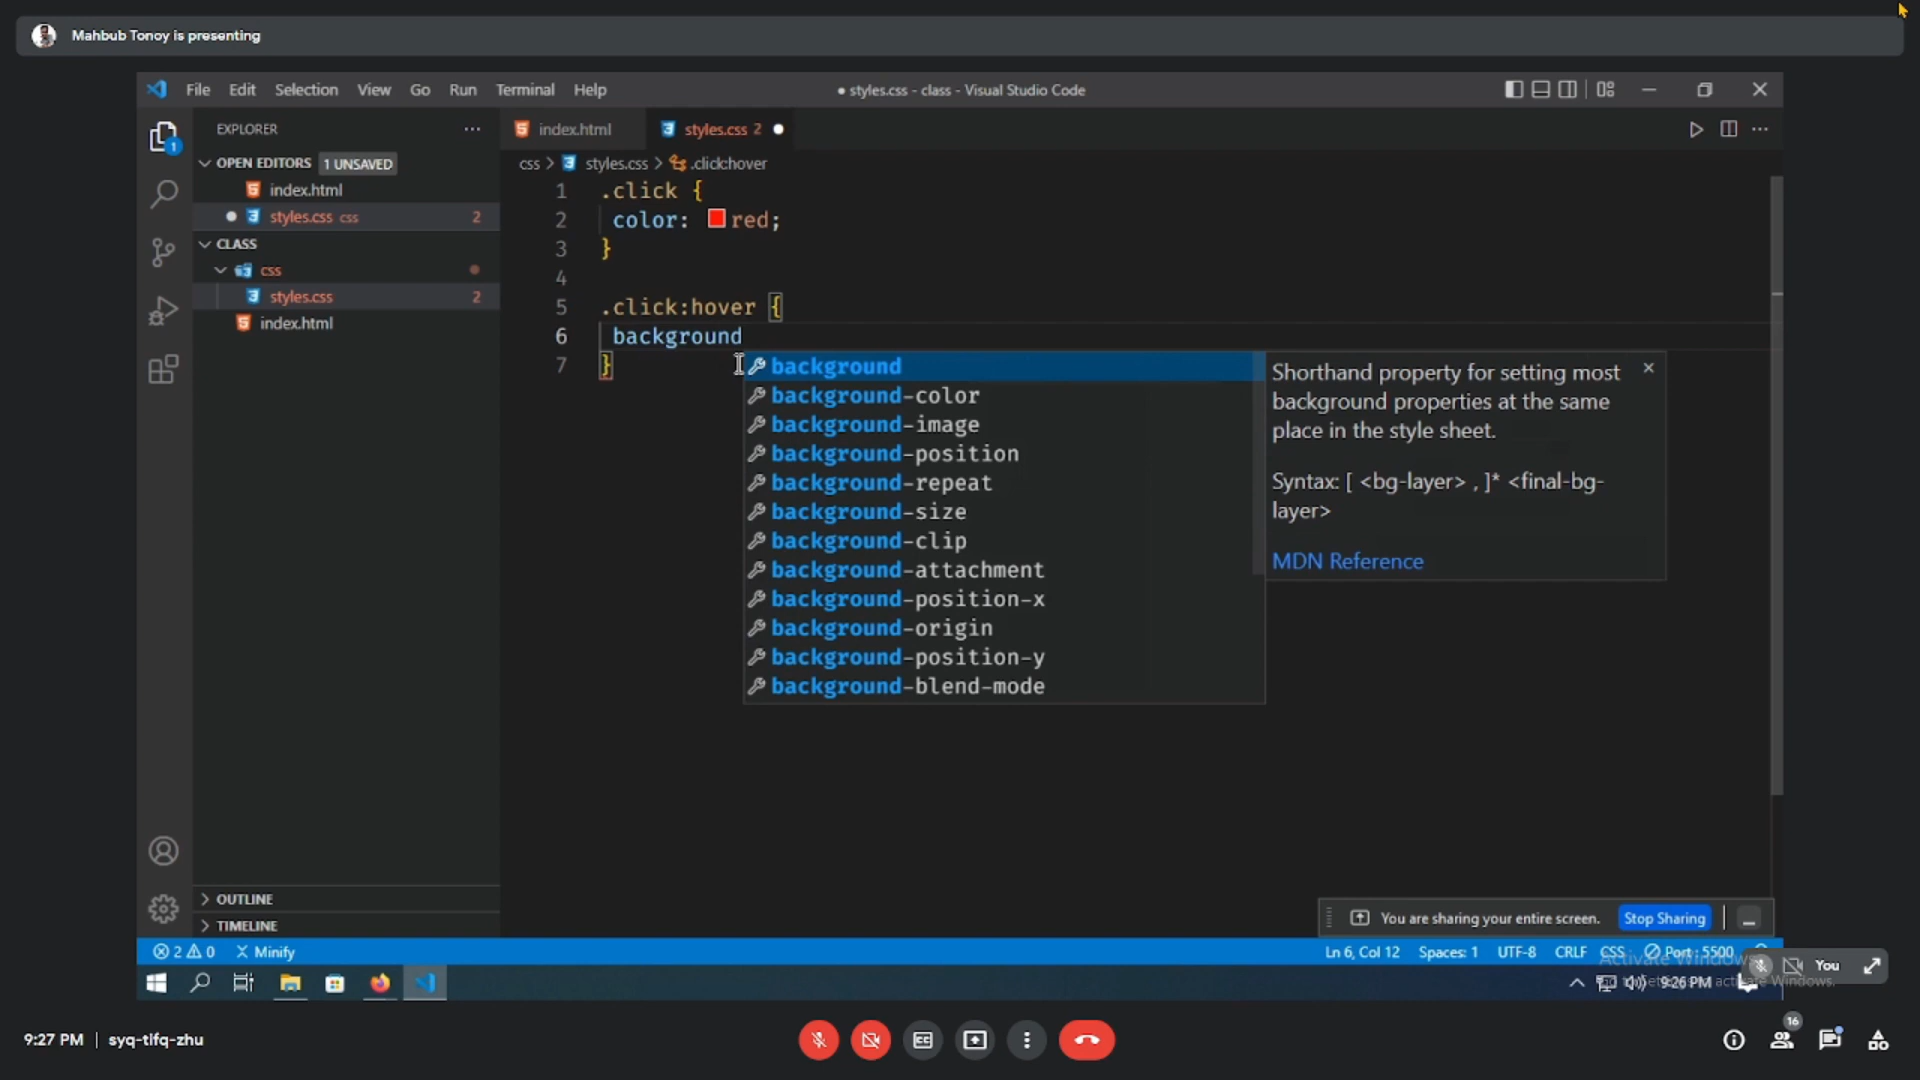 Mahbub Tonoy is presenting
File Edit Selection View Go Run Terminal Help
● styles.css - class - Visual Studio Code
EXPLORER
index.html
styles.css 2
OPEN EDITORS 1 UNSAVED
css > styles.css > .click:hover
index.html
styles.css css 2
CLASS
css
styles.css 2
index.html
1 .click {
2 color: red;
3 }
4
5 .click:hover {
6 background
7 }
background
background-color
background-image
background-position
background-repeat
background-size
background-clip
background-attachment
background-position-x
background-origin
background-position-y
background-blend-mode
Shorthand property for setting most
background properties at the same
place in the style sheet.
Syntax: [ <bg-layer> , ]* <final-bg-
layer>
MDN Reference
OUTLINE
TIMELINE
You are sharing your entire screen. Stop Sharing
2 0 Minify
Ln 6, Col 12 Spaces: 1 UTF-8 CRLF CSS Port : 5500
Activate Windows
You
9:26 PM
activate Windows.
9:27 PM | syq-tifq-zhu
16